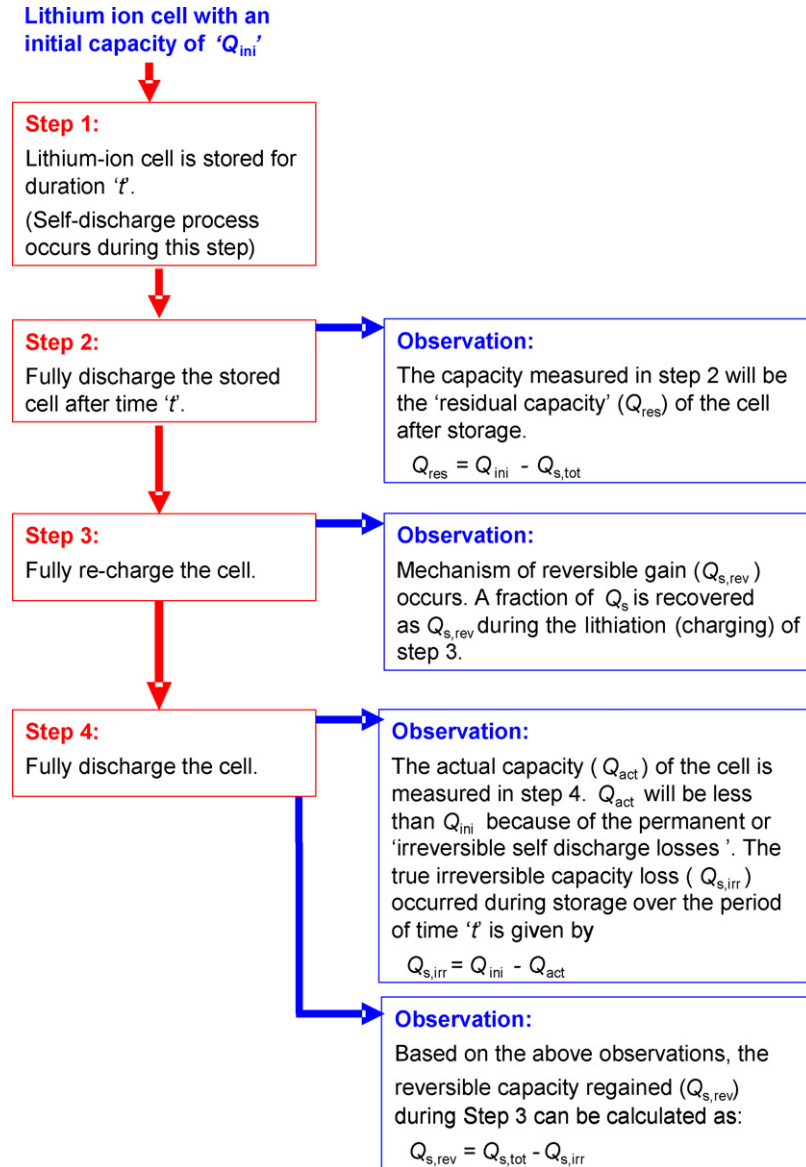 Lithium ion cell with an
initial capacity of ‘Qini’
Step 1:
Lithium-ion cell is stored for
duration ‘t’.
(Self-discharge process
occurs during this step)
Step 2:
Fully discharge the stored
cell after time ‘t’.
Observation:
The capacity measured in step 2 will be
the ‘residual capacity’ (Qres) of the cell
after storage.
Qres = Qini - Qs,tot
Step 3:
Fully re-charge the cell.
Observation:
Mechanism of reversible gain (Qs,rev)
occurs. A fraction of Qs is recovered
as Qs,rev during the lithiation (charging) of
step 3.
Step 4:
Fully discharge the cell.
Observation:
The actual capacity (Qact) of the cell is
measured in step 4. Qact will be less
than Qini because of the permanent or
‘irreversible self discharge losses’. The
true irreversible capacity loss (Qs,irr)
occurred during storage over the period
of time ‘t’ is given by
Qs,irr = Qini - Qact
Observation:
Based on the above observations, the
reversible capacity regained (Qs,rev)
during Step 3 can be calculated as:
Qs,rev = Qs,tot - Qs,irr